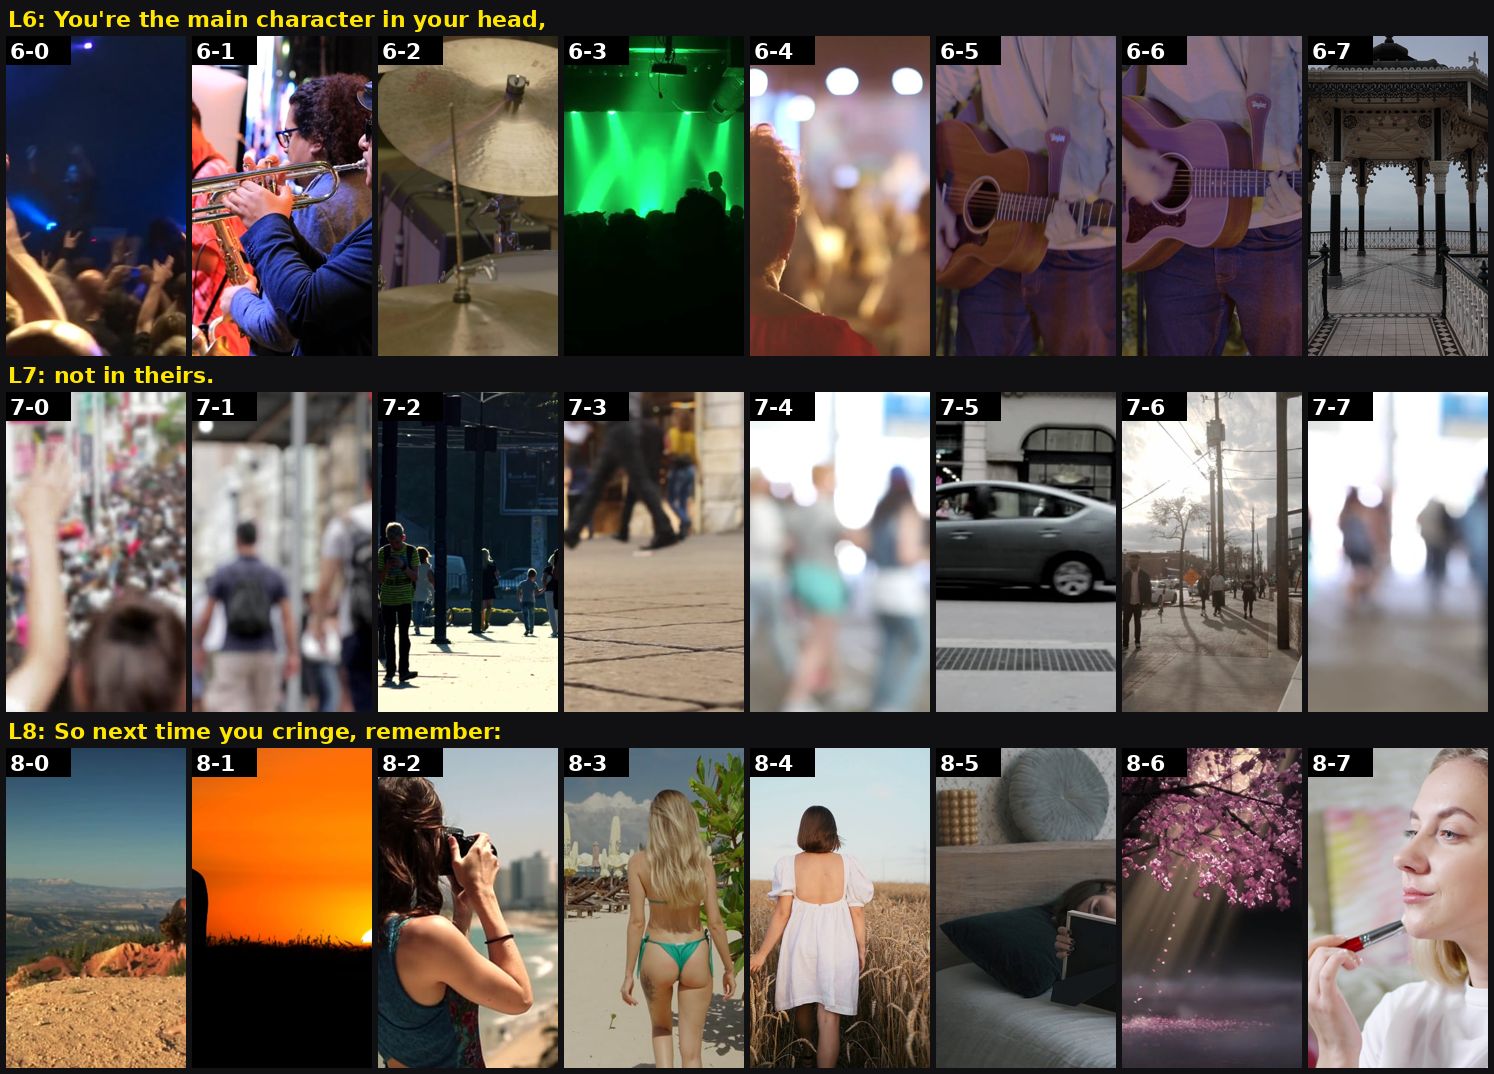 L6: You're the main character in your head,
6-0 6-1 6-2 6-3 6-4 6-5 6-6 6-7
Taylor Taylor
L7: not in theirs.
7-0 7-1 7-2 7-3 7-4 7-5 7-6 7-7
L8: So next time you cringe, remember:
8-0 8-1 8-2 8-3 8-4 8-5 8-6 8-7